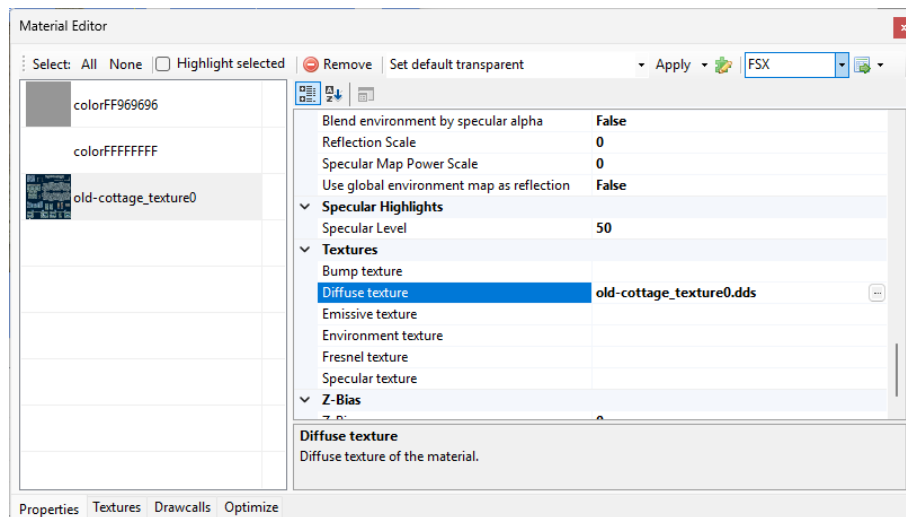 Material Editor
Select: All None Highlight selected Remove Set default transparent Apply FSX
colorFF969696
colorFFFFFFFF
old-cottage_texture0
Blend environment by specular alpha False
Reflection Scale 0
Specular Map Power Scale 0
Use global environment map as reflection False
Specular Highlights
Specular Level 50
Textures
Bump texture
Diffuse texture old-cottage_texture0.dds
Emissive texture
Environment texture
Fresnel texture
Specular texture
Z-Bias
Diffuse texture
Diffuse texture of the material.
Properties Textures Drawcalls Optimize